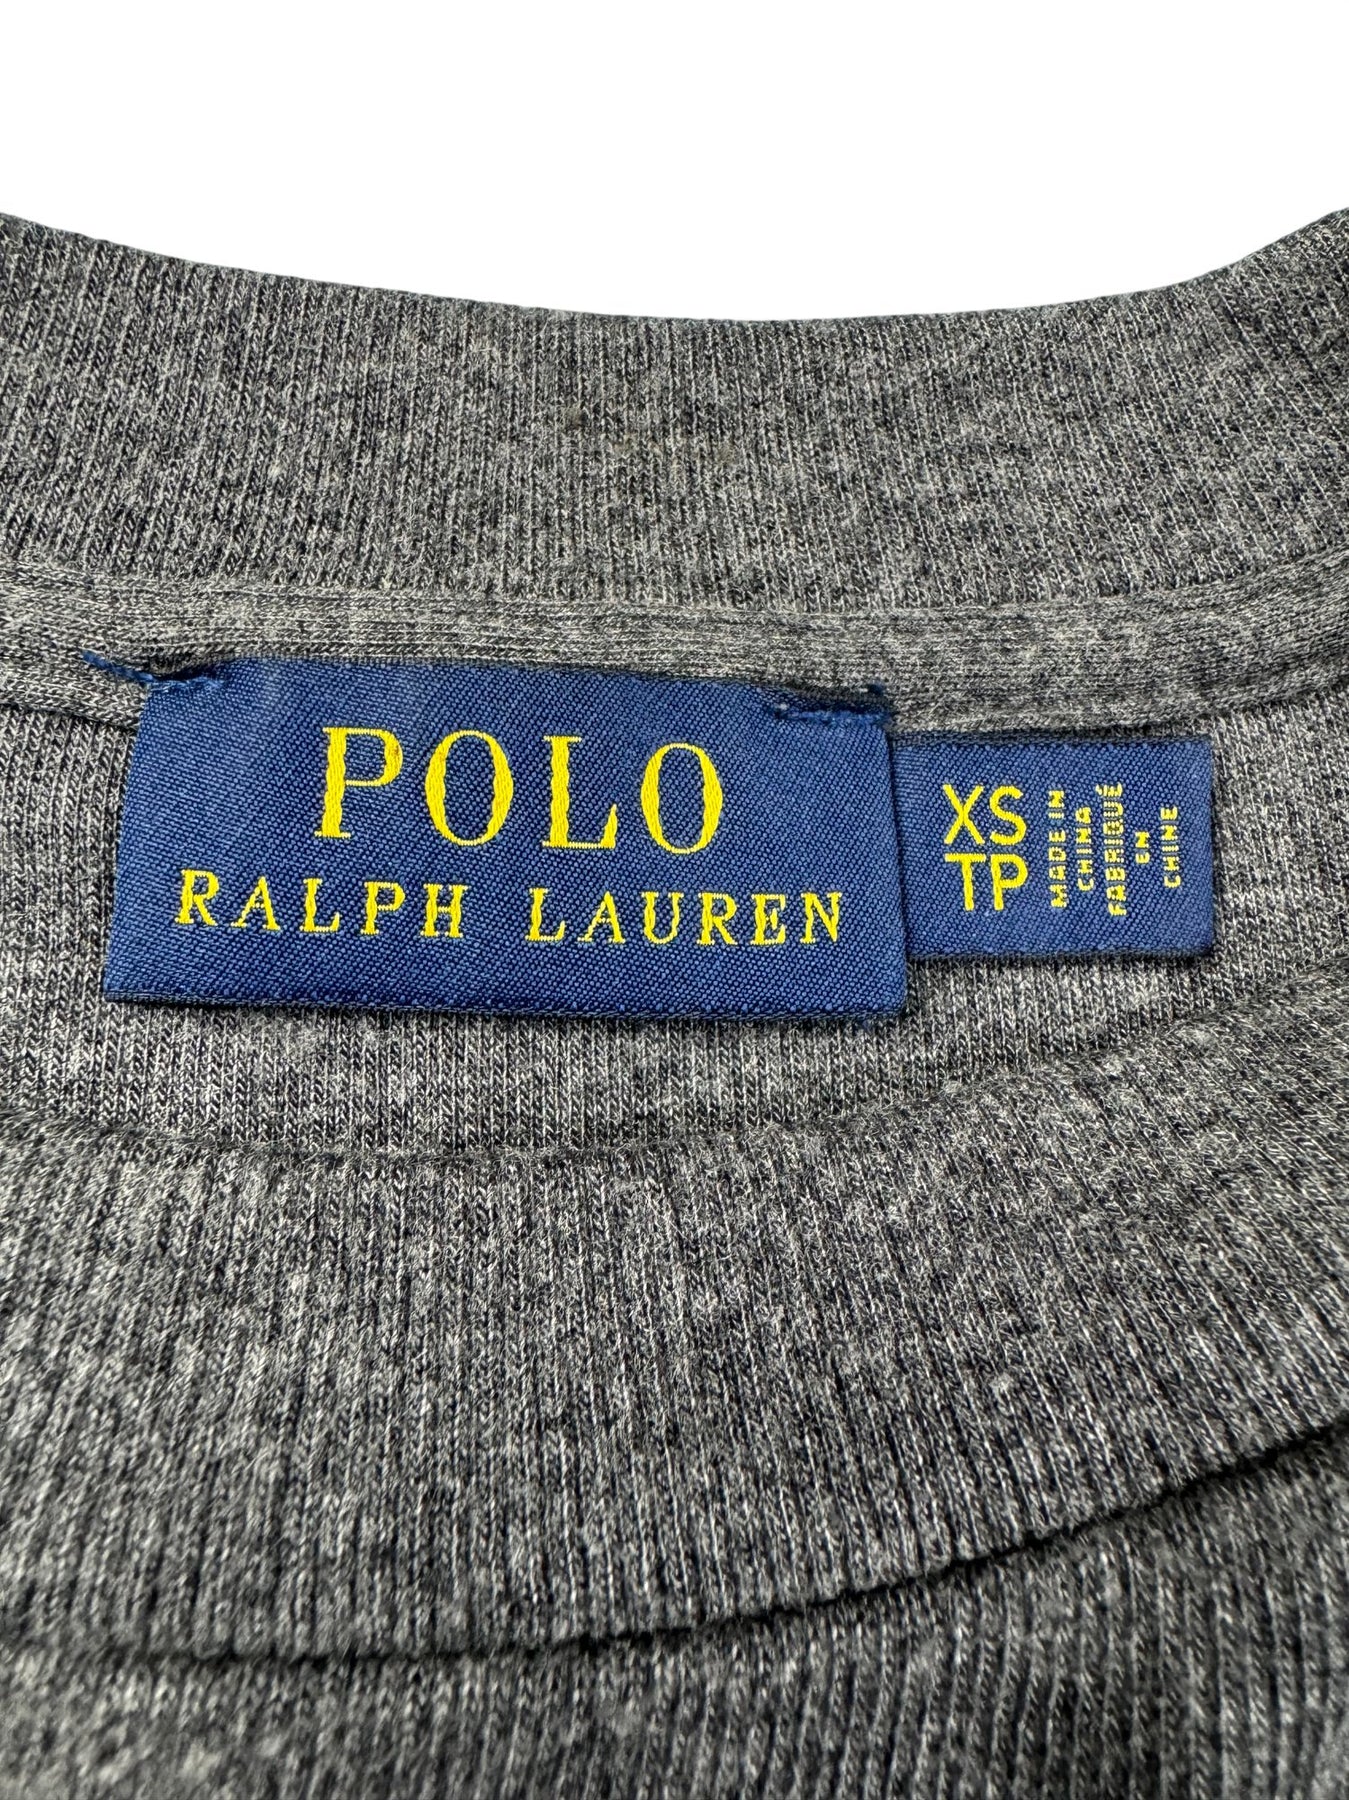 POLO
RALPH LAUREN
XS
TP
MADE IN
CHINA
FABRIQUÉ
EN
CHINE